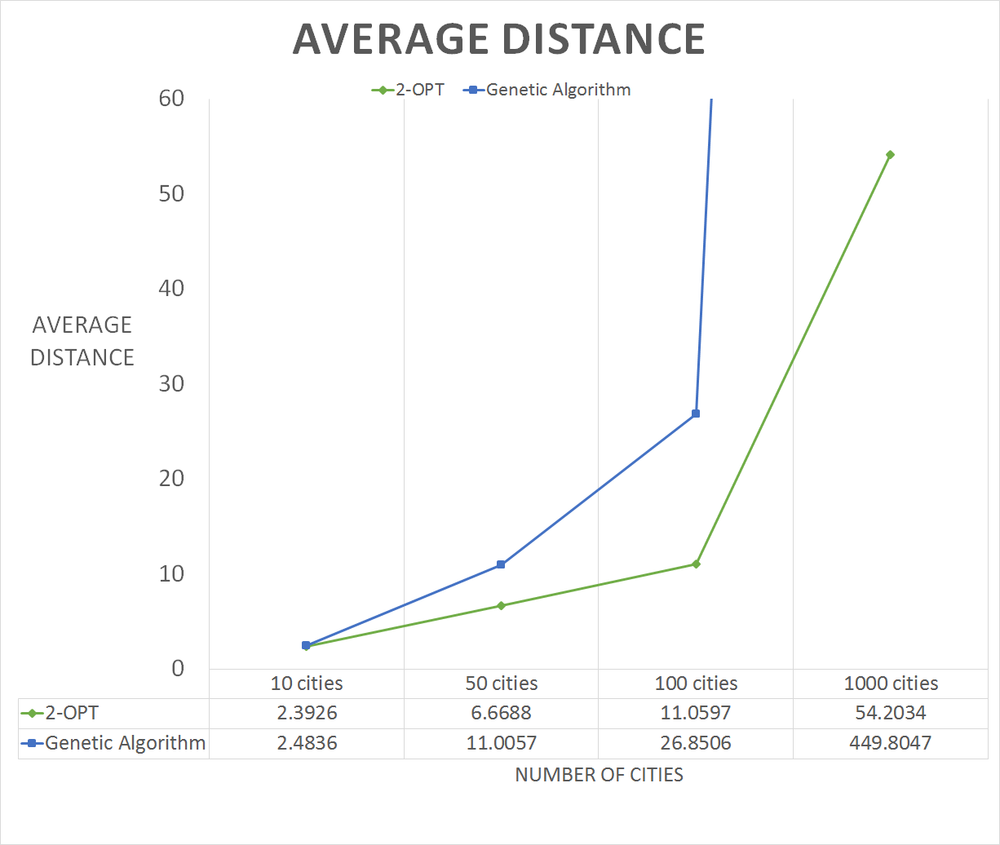 AVERAGE DISTANCE
2-OPT Genetic Algorithm
60
50
40
30
20
10
0
AVERAGE
DISTANCE
10 cities 50 cities 100 cities 1000 cities
2-OPT 2.3926 6.6688 11.0597 54.2034
Genetic Algorithm 2.4836 11.0057 26.8506 449.8047
NUMBER OF CITIES